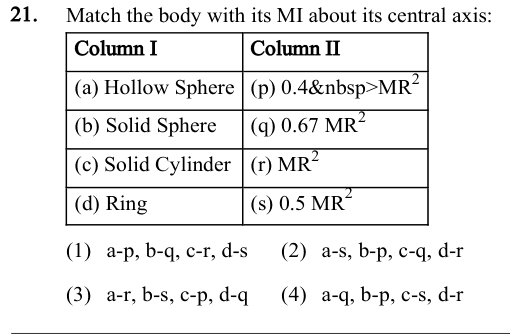 21. Match the body with its MI about its central axis:
Column I Column II
(a) Hollow Sphere (p) 0.4&nbsp>MR²
(b) Solid Sphere (q) 0.67 MR²
(c) Solid Cylinder (r) MR²
(d) Ring (s) 0.5 MR²
(1) a-p, b-q, c-r, d-s (2) a-s, b-p, c-q, d-r
(3) a-r, b-s, c-p, d-q (4) a-q, b-p, c-s, d-r